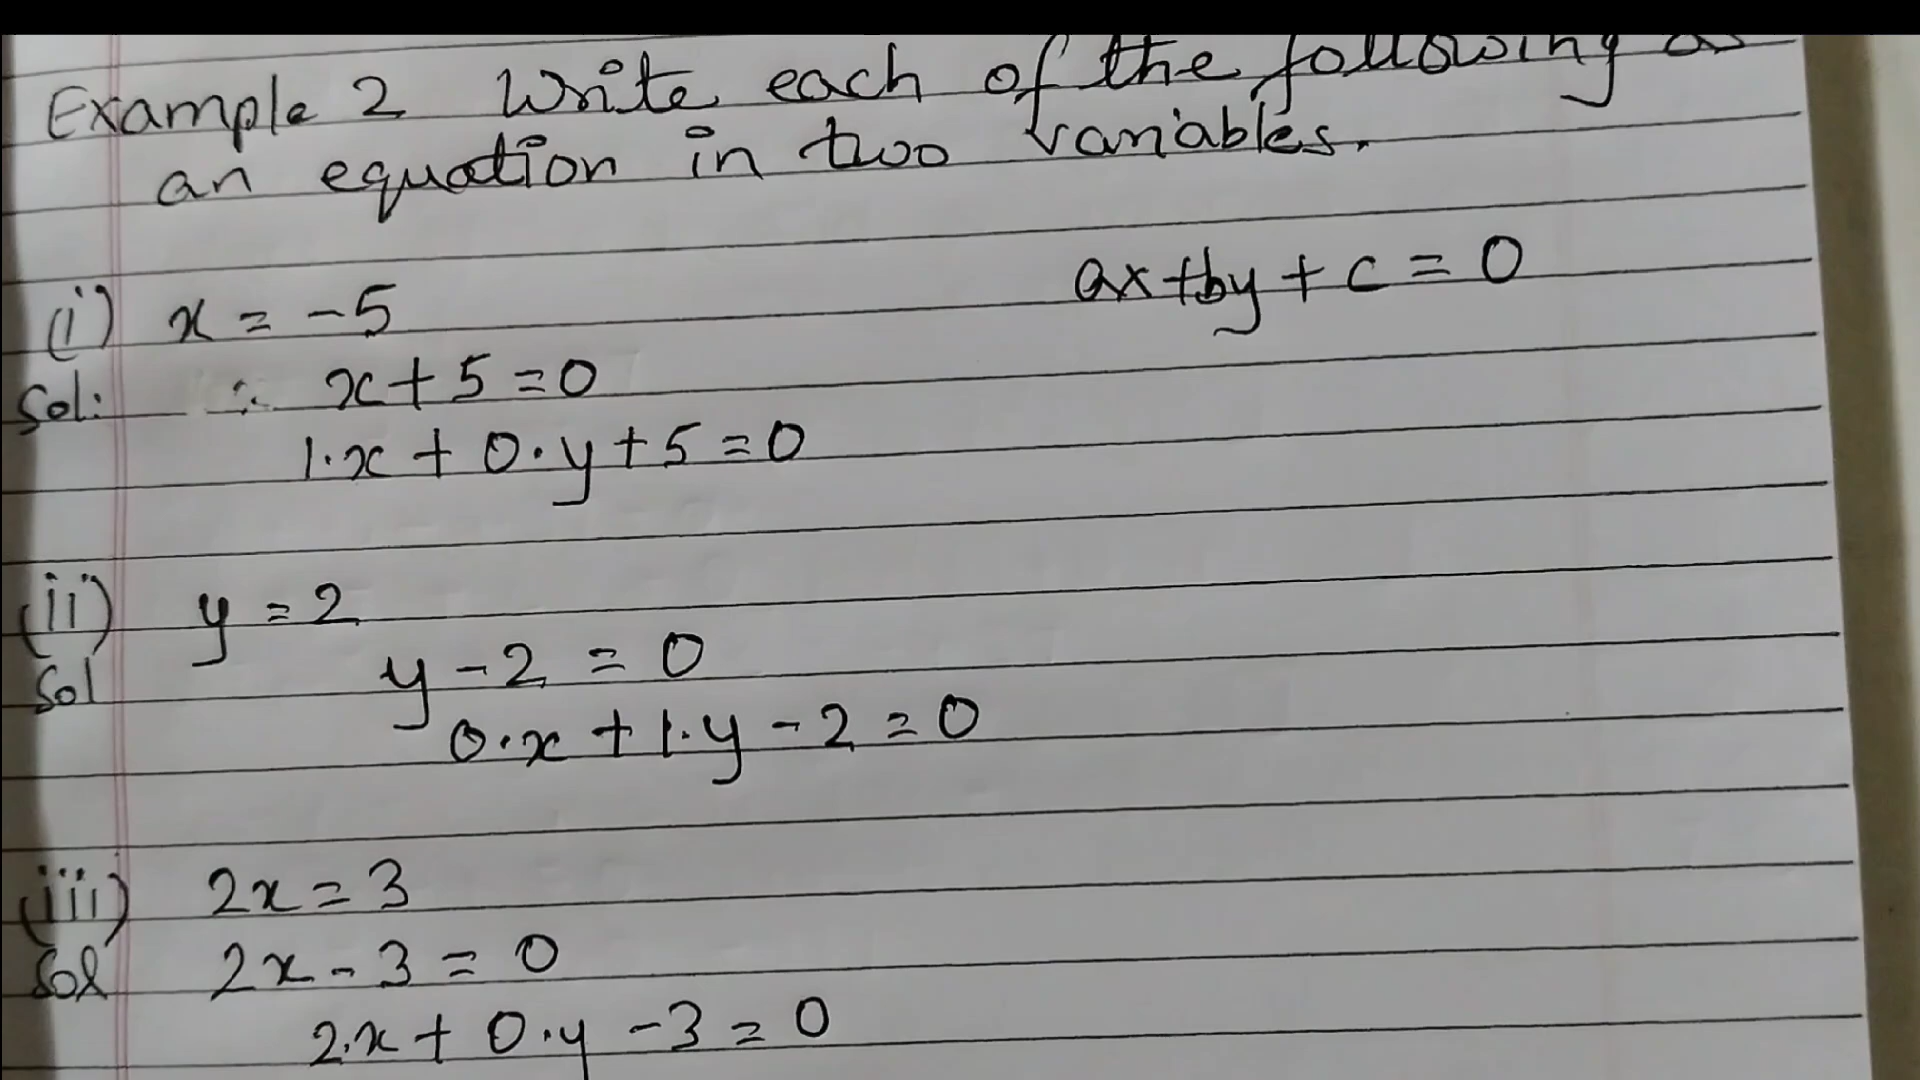 Example 2 Write each of the following as
an equation in two variables.
ax + by + c = 0
(i) x = -5
Sol: ∴ x + 5 = 0
1·x + 0·y + 5 = 0
(ii) y = 2
Sol y - 2 = 0
0·x + 1·y - 2 = 0
(iii) 2x = 3
Sol 2x - 3 = 0
2·x + 0·y - 3 = 0